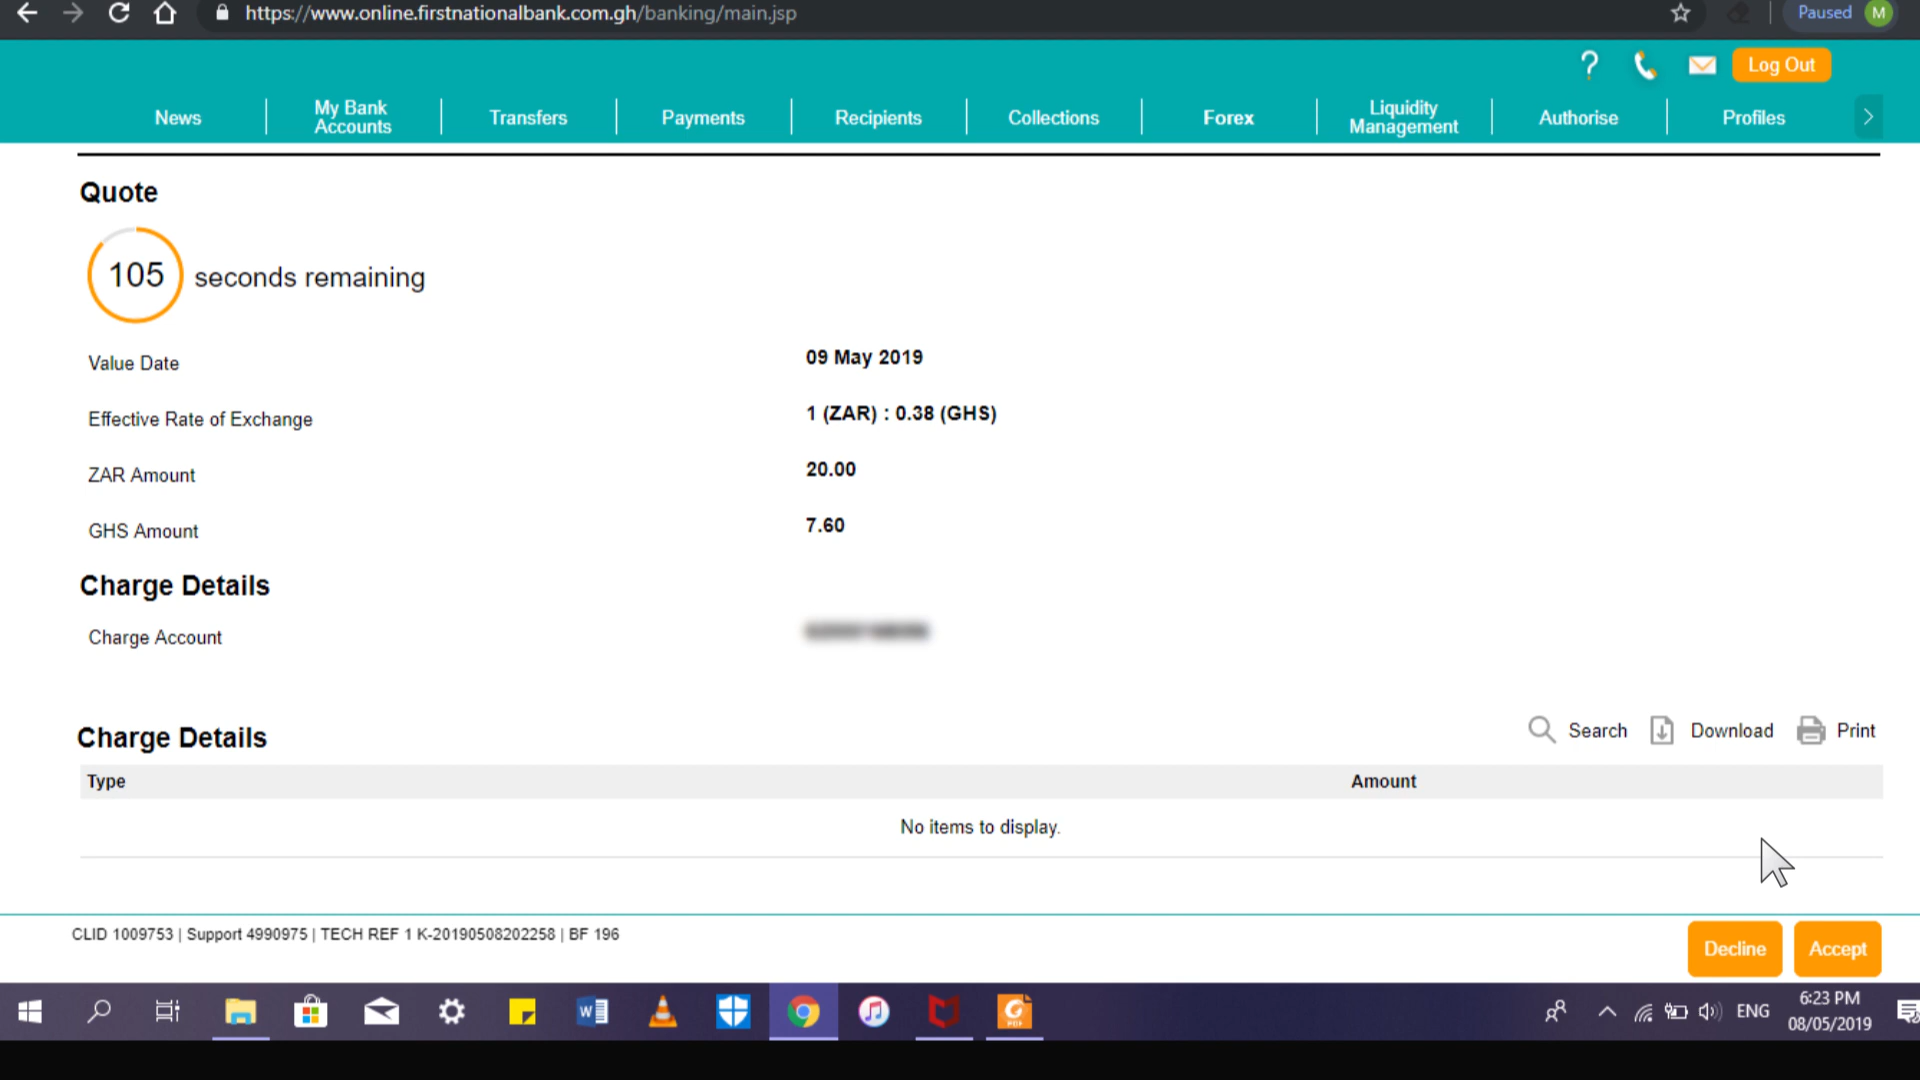 https://www.online.firstnationalbank.com.gh/banking/main.jsp
Paused
M
?
Log Out
News
My Bank
Accounts
Transfers
Payments
Recipients
Collections
Forex
Liquidity
Management
Authorise
Profiles
Quote
105 seconds remaining
Value Date 09 May 2019
Effective Rate of Exchange 1 (ZAR) : 0.38 (GHS)
ZAR Amount 20.00
GHS Amount 7.60
Charge Details
Charge Account
Charge Details
Search
Download
Print
Type Amount
No items to display.
CLID 1009753 | Support 4990975 | TECH REF 1 K-20190508202258 | BF 196
Decline
Accept
ENG
6:23 PM
08/05/2019